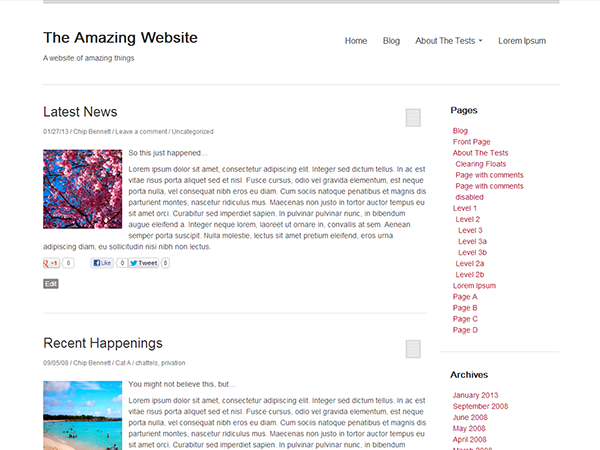 The Amazing Website
A website of amazing things
Home Blog About The Tests Lorem Ipsum
Latest News
01/27/13 / Chip Bennett / Leave a comment / Uncategorized
So this just happened…
Lorem ipsum dolor sit amet, consectetur adipiscing elit. Integer sed dictum tellus. In ac est
vitae risus porta aliquet sed et nisl. Fusce cursus, odio vel gravida elementum, est neque
porta nulla, vel consequat nibh eros eu diam. Cum sociis natoque penatibus et magnis dis
parturient montes, nascetur ridiculus mus. Maecenas non justo in tortor auctor tempus eu
sit amet orci. Curabitur sed imperdiet sapien. In pulvinar pulvinar nunc, in bibendum
augue eleifend a. Integer neque lorem, laoreet ut ornare in, convallis at sem. Aenean
semper porta suscipit. Nulla molestie, lectus sit amet pretium eleifend, eros urna
adipiscing diam, eu sollicitudin nisi nibh non lectus.
+1 0 Like 0 Tweet 0
Edit
Recent Happenings
09/05/08 / Chip Bennett / Cat A / chattels, privation
You might not believe this, but…
Lorem ipsum dolor sit amet, consectetur adipiscing elit. Integer sed dictum tellus. In ac est
vitae risus porta aliquet sed et nisl. Fusce cursus, odio vel gravida elementum, est neque
porta nulla, vel consequat nibh eros eu diam. Cum sociis natoque penatibus et magnis dis
parturient montes, nascetur ridiculus mus. Maecenas non justo in tortor auctor tempus eu
sit amet orci. Curabitur sed imperdiet sapien. In pulvinar pulvinar nunc, in bibendum
Pages
Blog
Front Page
About The Tests
Clearing Floats
Page with comments
Page with comments
disabled
Level 1
Level 2
Level 3
Level 3a
Level 3b
Level 2a
Level 2b
Lorem Ipsum
Page A
Page B
Page C
Page D
Archives
January 2013
September 2008
June 2008
May 2008
April 2008
March 2008